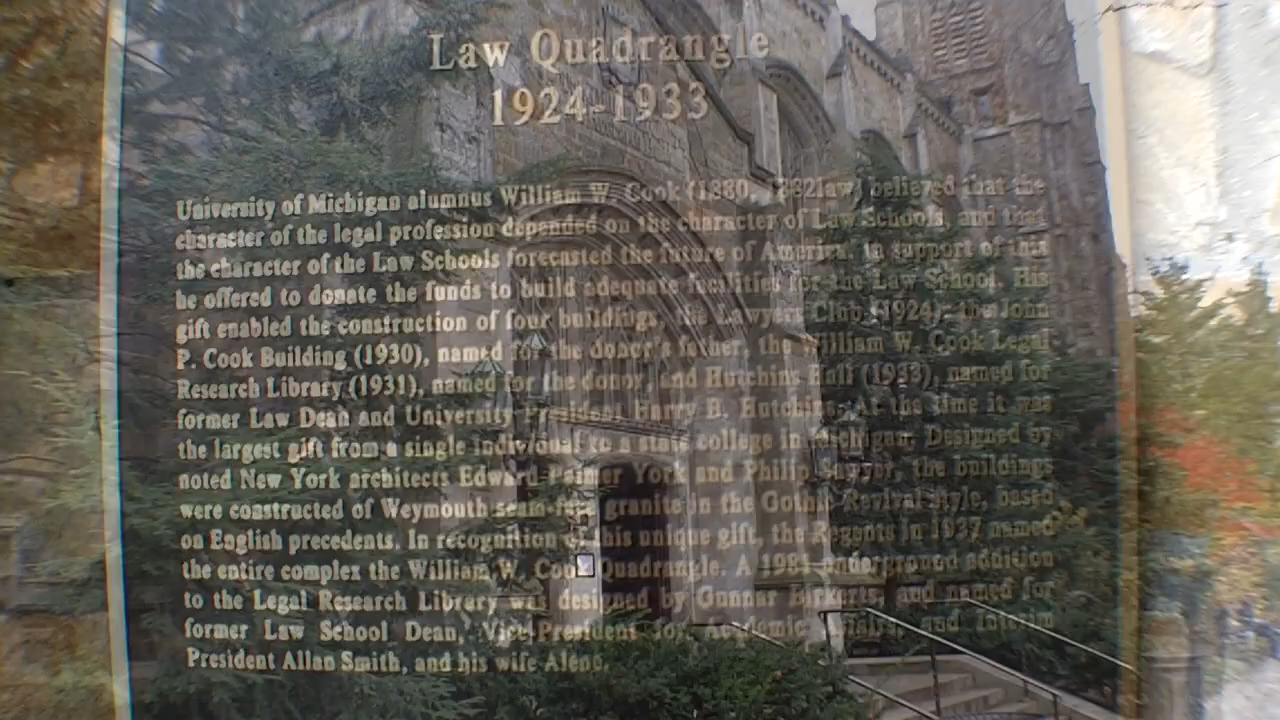 Law Quadrangle
1924-1933
University of Michigan alumnus William W. Cook (1880, 1882law) believed that the
character of the legal profession depended on the character of Law Schools, and that
the character of the Law Schools forecasted the future of America. In support of this
he offered to donate the funds to build adequate facilities for the Law School. His
gift enabled the construction of four buildings, the Lawyers Club (1924), the John
P. Cook Building (1930), named for the donor's father, the William W. Cook Legal
Research Library (1931), named for the donor, and Hutchins Hall (1933), named for
former Law Dean and University President Harry B. Hutchins. At the time it was
the largest gift from a single individual to a state college in Michigan. Designed by
noted New York architects Edward Palmer York and Philip Sawyer, the buildings
were constructed of Weymouth seam-face granite in the Gothic Revival style, based
on English precedents. In recognition of this unique gift, the Regents in 1937 named
the entire complex the William W. Cook Quadrangle. A 1981 underground addition
to the Legal Research Library was designed by Gunnar Birkerts, and named for
former Law School Dean, Vice-President for Academic Affairs, and Interim
President Allan Smith, and his wife Alene.